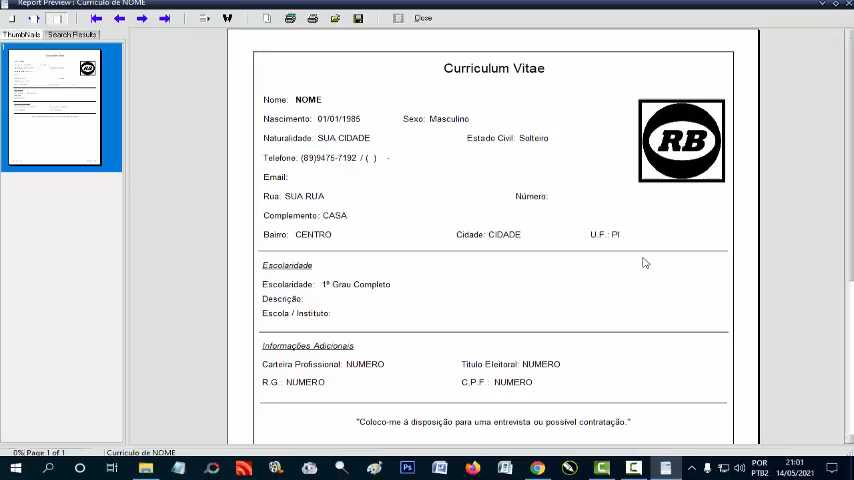 Report Preview : Curriculo de NOME
Close
ThumbNails
Search Results
Curriculum Vitae
Nome: NOME
Nascimento: 01/01/1985 Sexo: Masculino
Naturalidade: SUA CIDADE Estado Civil: Solteiro
Telefone: (89)9475-7192 / ( ) -
Email:
Rua: SUA RUA Número:
Complemento: CASA
Bairro: CENTRO Cidade: CIDADE U.F.: PI
RB
Escolaridade
Escolaridade: 1º Grau Completo
Descrição:
Escola / Instituto:
Informações Adicionais
Carteira Profissional: NUMERO Titulo Eleitoral: NUMERO
R.G.: NUMERO C.P.F.: NUMERO
"Coloco-me á disposição para uma entrevista ou possível contratação."
0% Page 1 of 1 Curriculo de NOME
Ps
POR
PTB2
21:01
14/05/2021